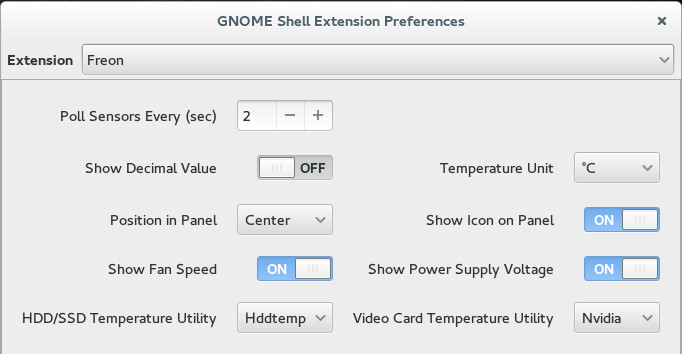 GNOME Shell Extension Preferences ×
Extension Freon
Poll Sensors Every (sec) 2 − +
Show Decimal Value OFF Temperature Unit °C
Position in Panel Center Show Icon on Panel ON
Show Fan Speed ON Show Power Supply Voltage ON
HDD/SSD Temperature Utility Hddtemp Video Card Temperature Utility Nvidia